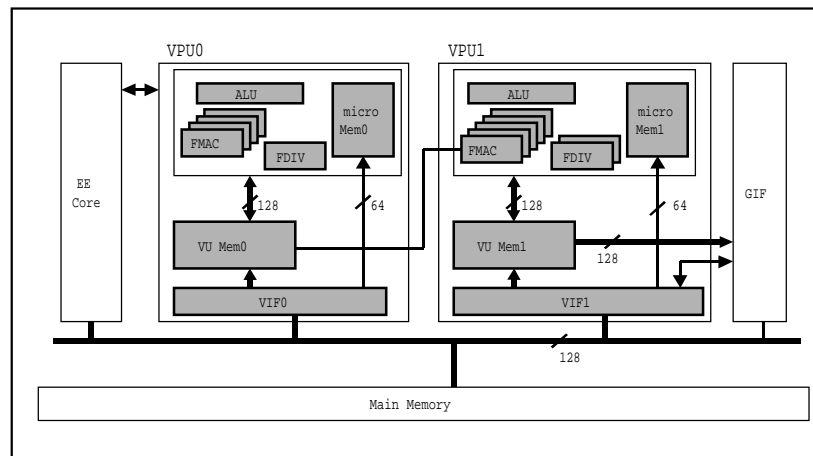 VPU0
VPU1
ALU
micro
Mem0
FMAC
FDIV
ALU
micro
Mem1
FMAC
FDIV
EE
Core
GIF
128
64
128
64
VU Mem0
VU Mem1
128
VIF0
VIF1
128
Main Memory